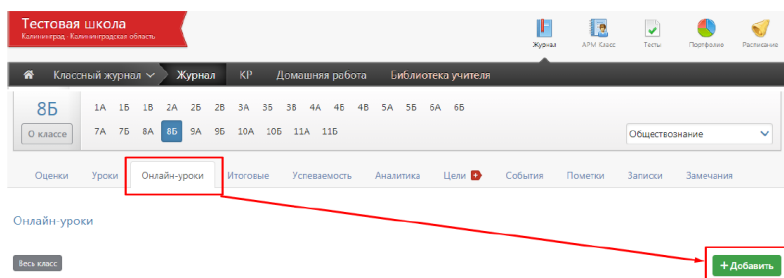 Тестовая школа
Калининград - Калининградская область
Журнал АРМ Класс Тесты Портфолио Расписание
Классный журнал Журнал КР Домашняя работа Библиотека учителя
8Б 1А 1Б 1В 2А 2Б 2В 3А 3Б 3В 4А 4Б 4В 5А 5Б 6А 6Б
О классе 7А 7Б 8А 8Б 9А 9Б 10А 10Б 11А 11Б Обществознание
Оценки Уроки Онлайн-уроки Итоговые Успеваемость Аналитика Цели + События Пометки Записки Замечания
Онлайн-уроки
Весь класс + Добавить